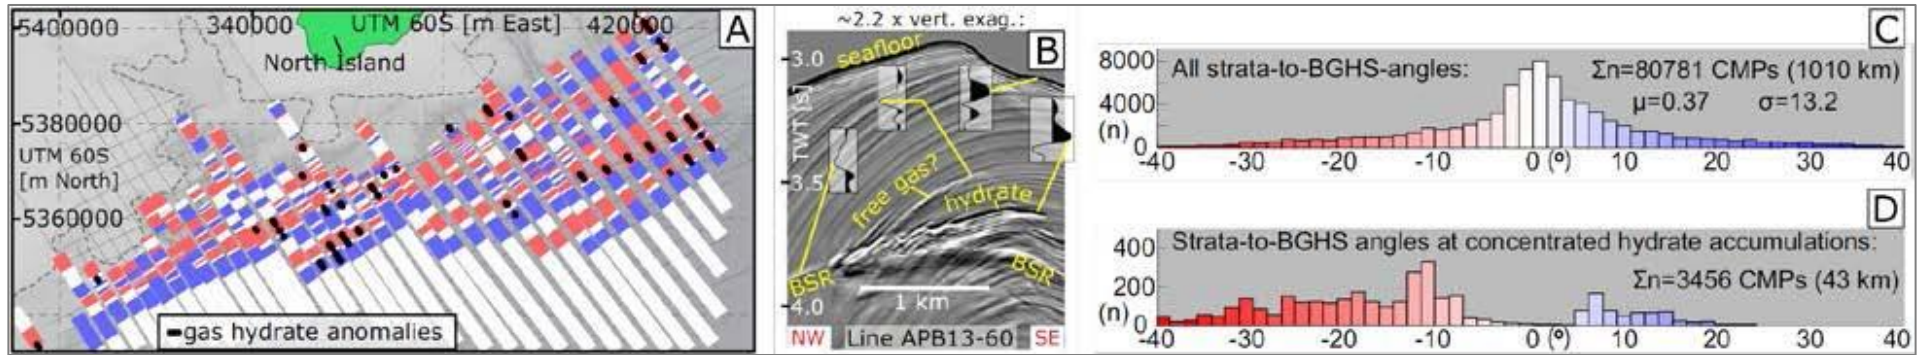 5400000
340000
UTM 60S [m East]
420000
A
North Island
5380000
UTM 60S
[m North]
5360000
gas hydrate anomalies
~2.2 x vert. exag.:
B
seafloor
3.0
TWT [s]
3.5
free gas?
hydrate
BSR
BSR
4.0
1 km
NW
Line APB13-60
SE
C
8000
All strata-to-BGHS-angles:
Σn=80781 CMPs (1010 km)
4000
μ=0.37 σ=13.2
(n)
0
-40 -30 -20 -10 0 (°) 10 20 30 40
D
400
Strata-to-BGHS angles at concentrated hydrate accumulations:
200
Σn=3456 CMPs (43 km)
(n)
0
-40 -30 -20 -10 0 (°) 10 20 30 40